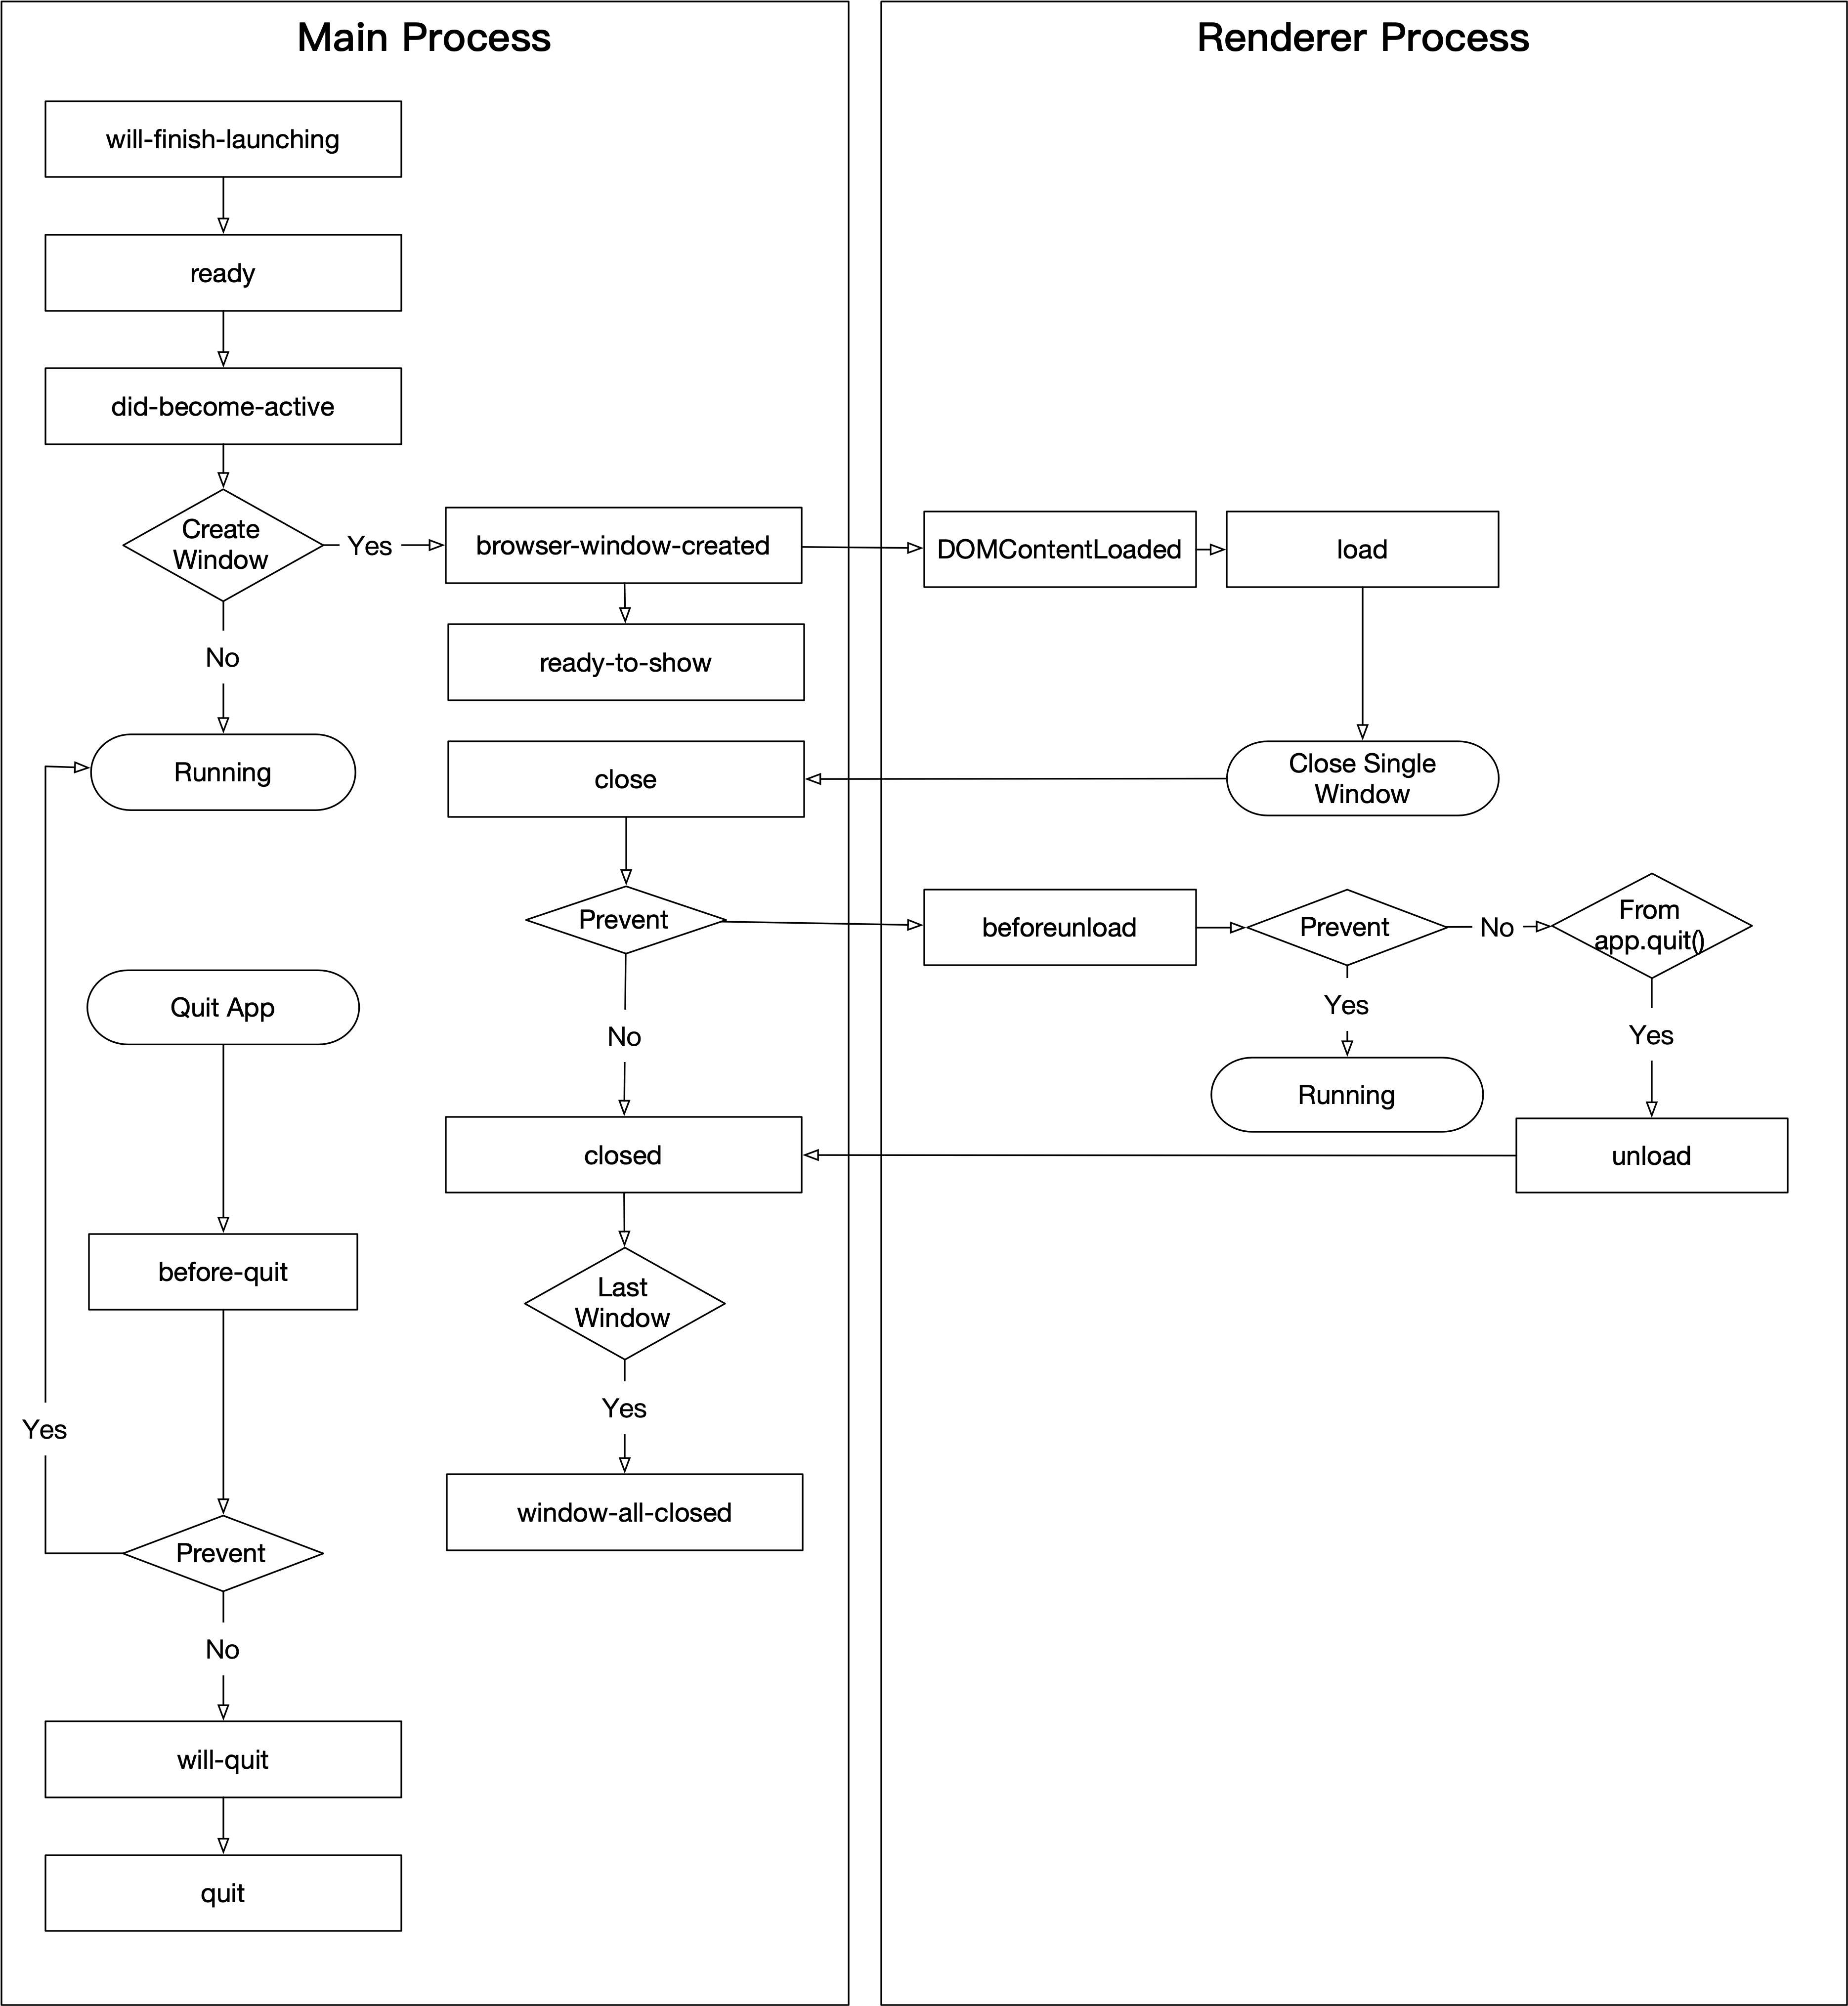 Main Process
will-finish-launching
ready
did-become-active
Create
Window
Yes
browser-window-created
No
ready-to-show
Running
close
Prevent
Quit App
No
closed
before-quit
Last
Window
Yes
Yes
window-all-closed
Prevent
No
will-quit
quit
Renderer Process
DOMContentLoaded
load
Close Single
Window
beforeunload
Prevent
No
From
app.quit()
Yes
Yes
Running
unload